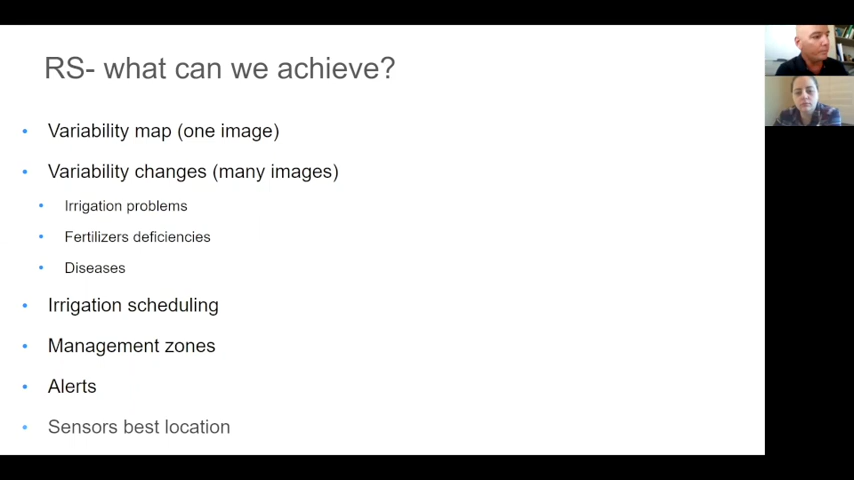 RS- what can we achieve?
• Variability map (one image)
• Variability changes (many images)
• Irrigation problems
• Fertilizers deficiencies
• Diseases
• Irrigation scheduling
• Management zones
• Alerts
• Sensors best location